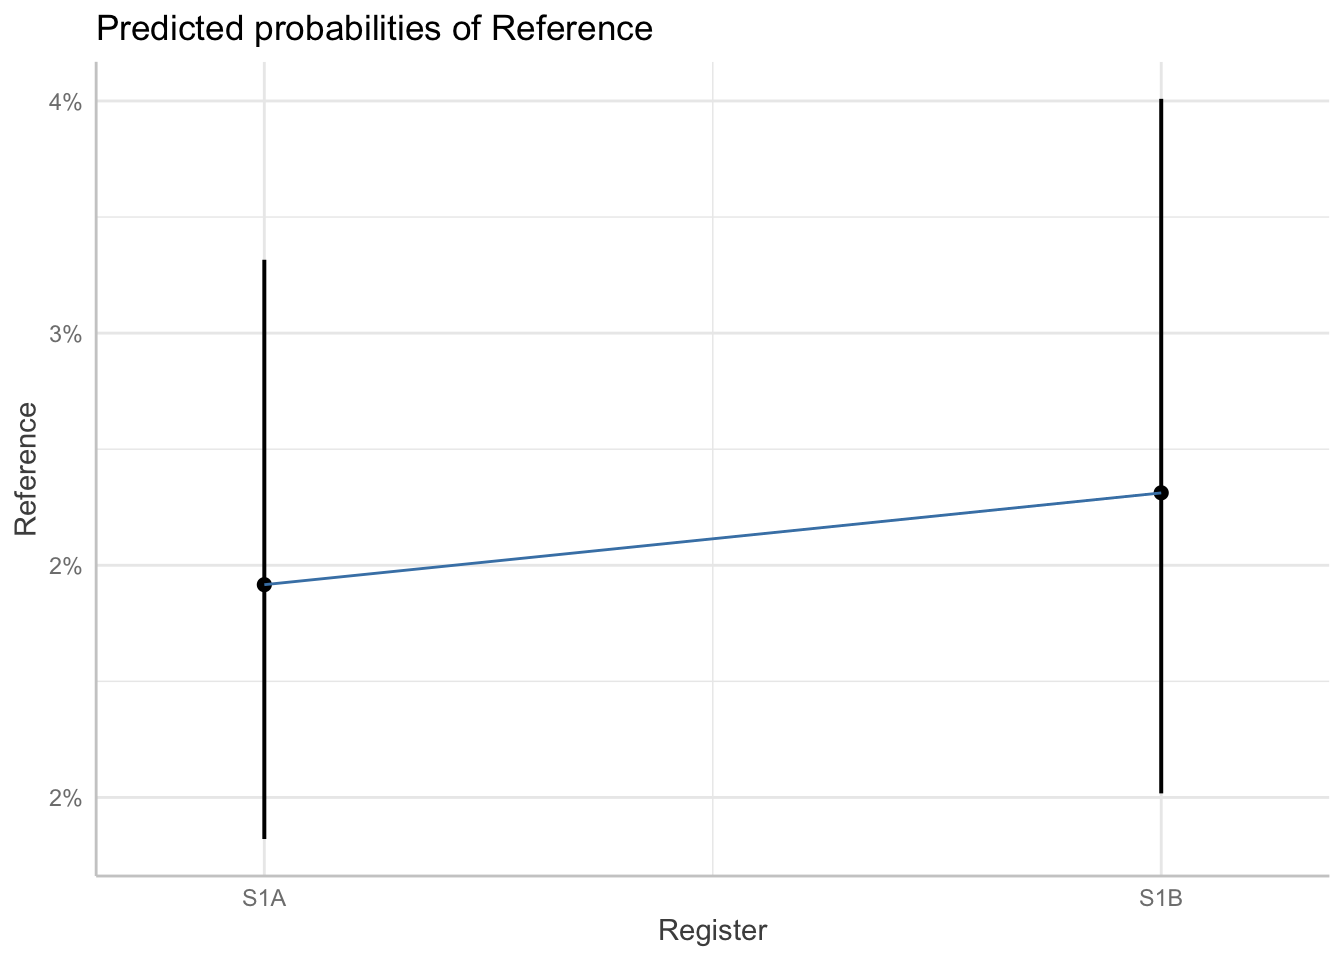 Predicted probabilities of Reference
4%
3%
2%
2%
Reference
S1A
S1B
Register